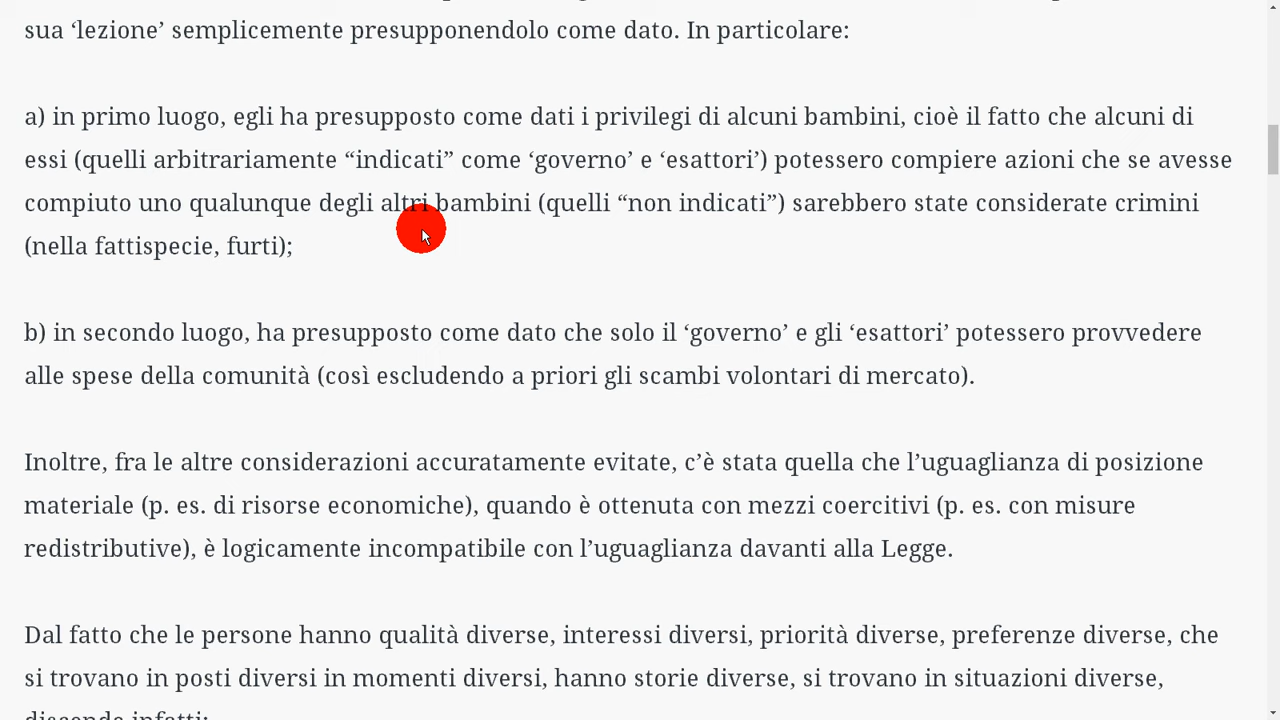 sua ‘lezione’ semplicemente presupponendolo come dato. In particolare:
a) in primo luogo, egli ha presupposto come dati i privilegi di alcuni bambini, cioè il fatto che alcuni di
essi (quelli arbitrariamente “indicati” come ‘governo’ e ‘esattori’) potessero compiere azioni che se avesse
compiuto uno qualunque degli altri bambini (quelli “non indicati”) sarebbero state considerate crimini
(nella fattispecie, furti);
b) in secondo luogo, ha presupposto come dato che solo il ‘governo’ e gli ‘esattori’ potessero provvedere
alle spese della comunità (così escludendo a priori gli scambi volontari di mercato).
Inoltre, fra le altre considerazioni accuratamente evitate, c’è stata quella che l’uguaglianza di posizione
materiale (p. es. di risorse economiche), quando è ottenuta con mezzi coercitivi (p. es. con misure
redistributive), è logicamente incompatibile con l’uguaglianza davanti alla Legge.
Dal fatto che le persone hanno qualità diverse, interessi diversi, priorità diverse, preferenze diverse, che
si trovano in posti diversi in momenti diversi, hanno storie diverse, si trovano in situazioni diverse,
discende infatti: